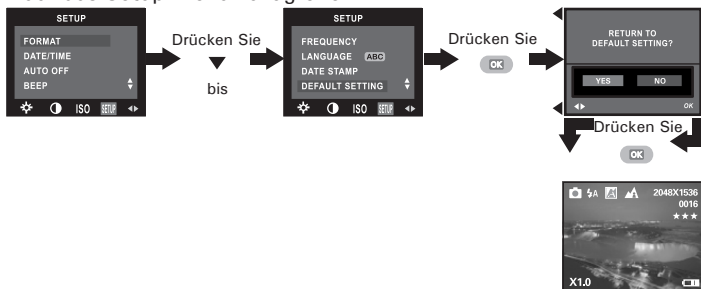 SETUP
FORMAT
DATE/TIME
AUTO OFF
BEEP
ISO SETUP
Drücken Sie
bis
SETUP
FREQUENCY
LANGUAGE ABC
DATE STAMP
DEFAULT SETTING
ISO SETUP
Drücken Sie
OK
RETURN TO
DEFAULT SETTING?
YES NO
OK
Drücken Sie
OK
A 2048X1536
0016
X1.0